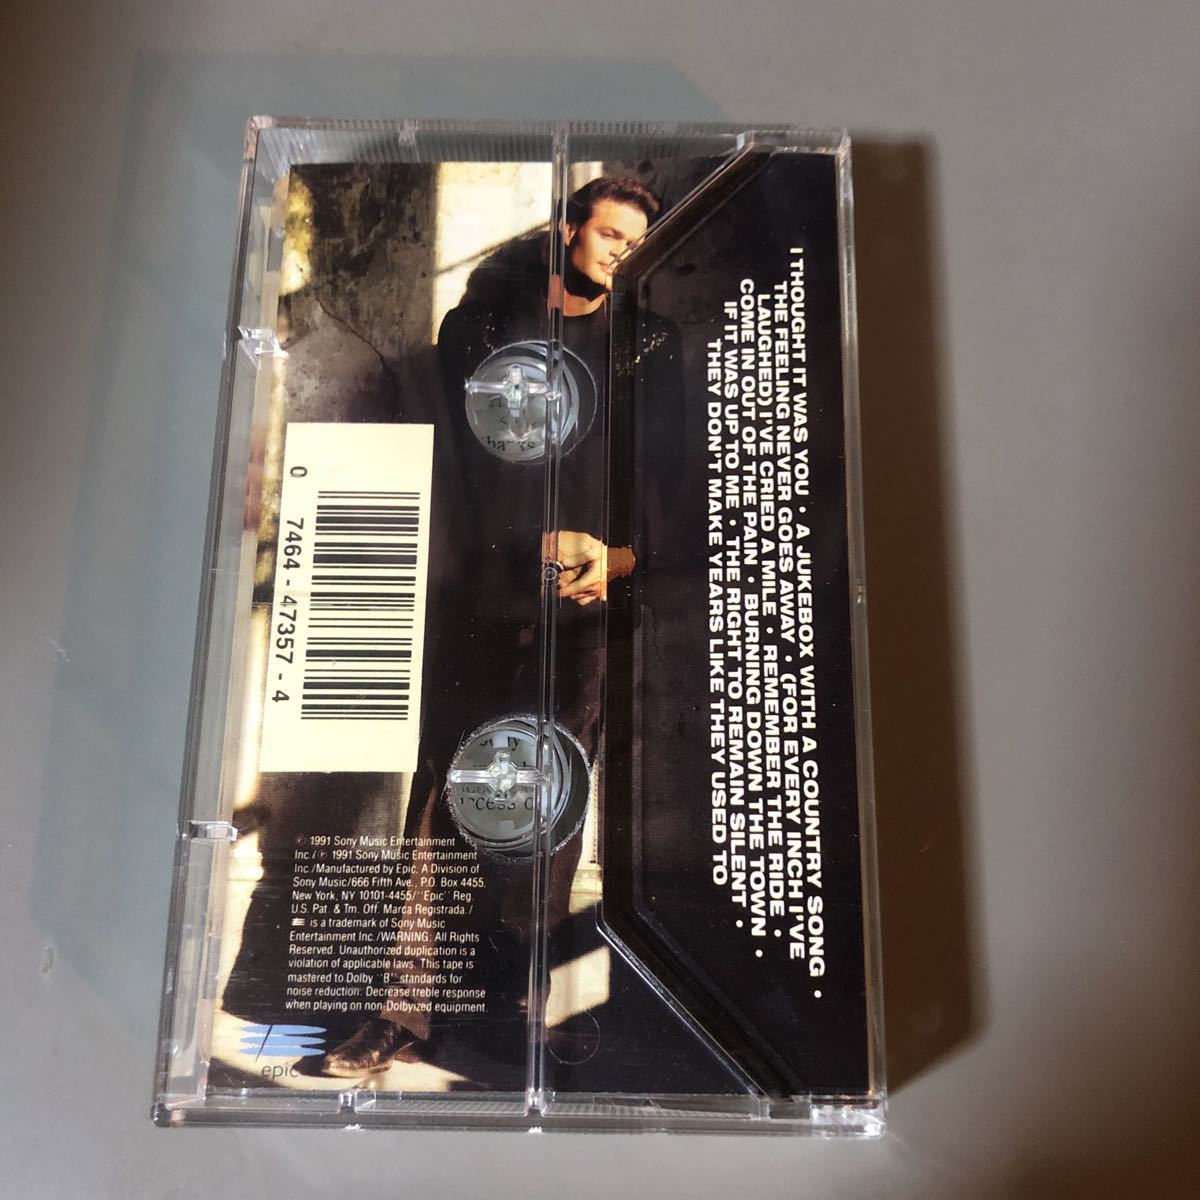 I THOUGHT IT WAS YOU · A JUKEBOX WITH A COUNTRY SONG ·
THE FEELING NEVER GOES AWAY · (FOR EVERY INCH I'VE
LAUGHED) I'VE CRIED A MILE · REMEMBER THE RIDE ·
COME IN OUT OF THE PAIN · BURNING DOWN THE TOWN ·
IF IT WAS UP TO ME · THE RIGHT TO REMAIN SILENT ·
THEY DON'T MAKE YEARS LIKE THEY USED TO
0 7464-47357-4
© 1991 Sony Music Entertainment
Inc./℗ 1991 Sony Music Entertainment
Inc./Manufactured by Epic, A Division of
Sony Music/666 Fifth Ave., P.O. Box 4455,
New York, NY 10101-4455/"Epic" Reg.
U.S. Pat. & Tm. Off. Marca Registrada./
is a trademark of Sony Music
Entertainment Inc./WARNING: All Rights
Reserved. Unauthorized duplication is a
violation of applicable laws. This tape is
mastered to Dolby "B" standards for
noise reduction. Decrease treble response
when playing on non-Dolbyized equipment.
epic